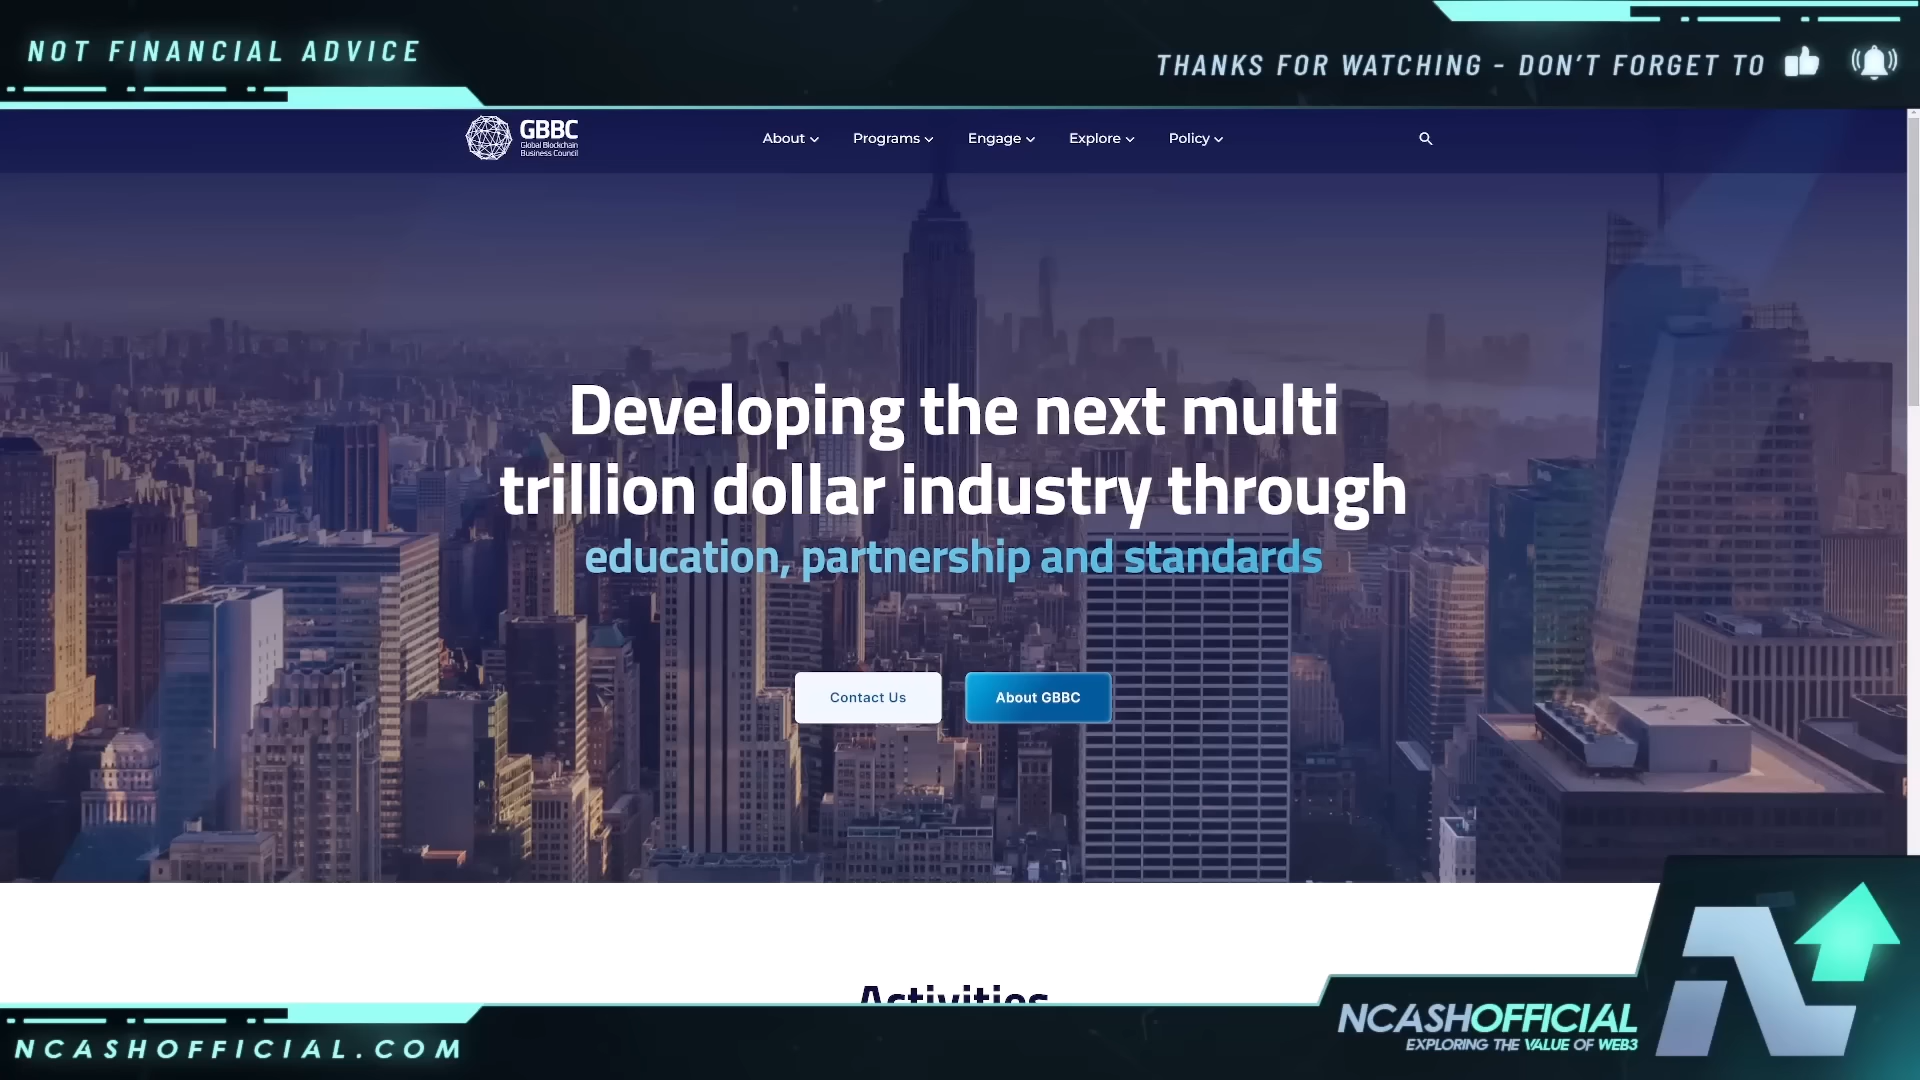 NOT FINANCIAL ADVICE
THANKS FOR WATCHING - DON'T FORGET TO
GBBC
Global Blockchain
Business Council
About
Programs
Engage
Explore
Policy
Developing the next multi
trillion dollar industry through
education, partnership and standards
Contact Us
About GBBC
Activities
NCASHOFFICIAL.COM
NCASHOFFICIAL
EXPLORING THE VALUE OF WEB3